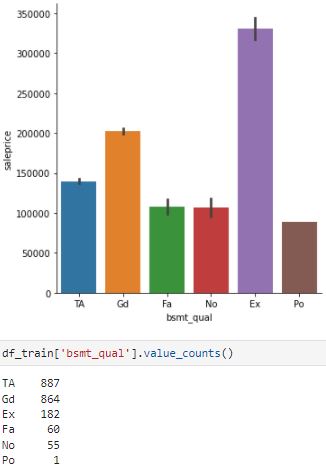 350000
300000
250000
200000
150000
100000
50000
0
saleprice
TA Gd Fa No Ex Po
bsmt_qual
df_train['bsmt_qual'].value_counts()
TA 887
Gd 864
Ex 182
Fa 60
No 55
Po 1